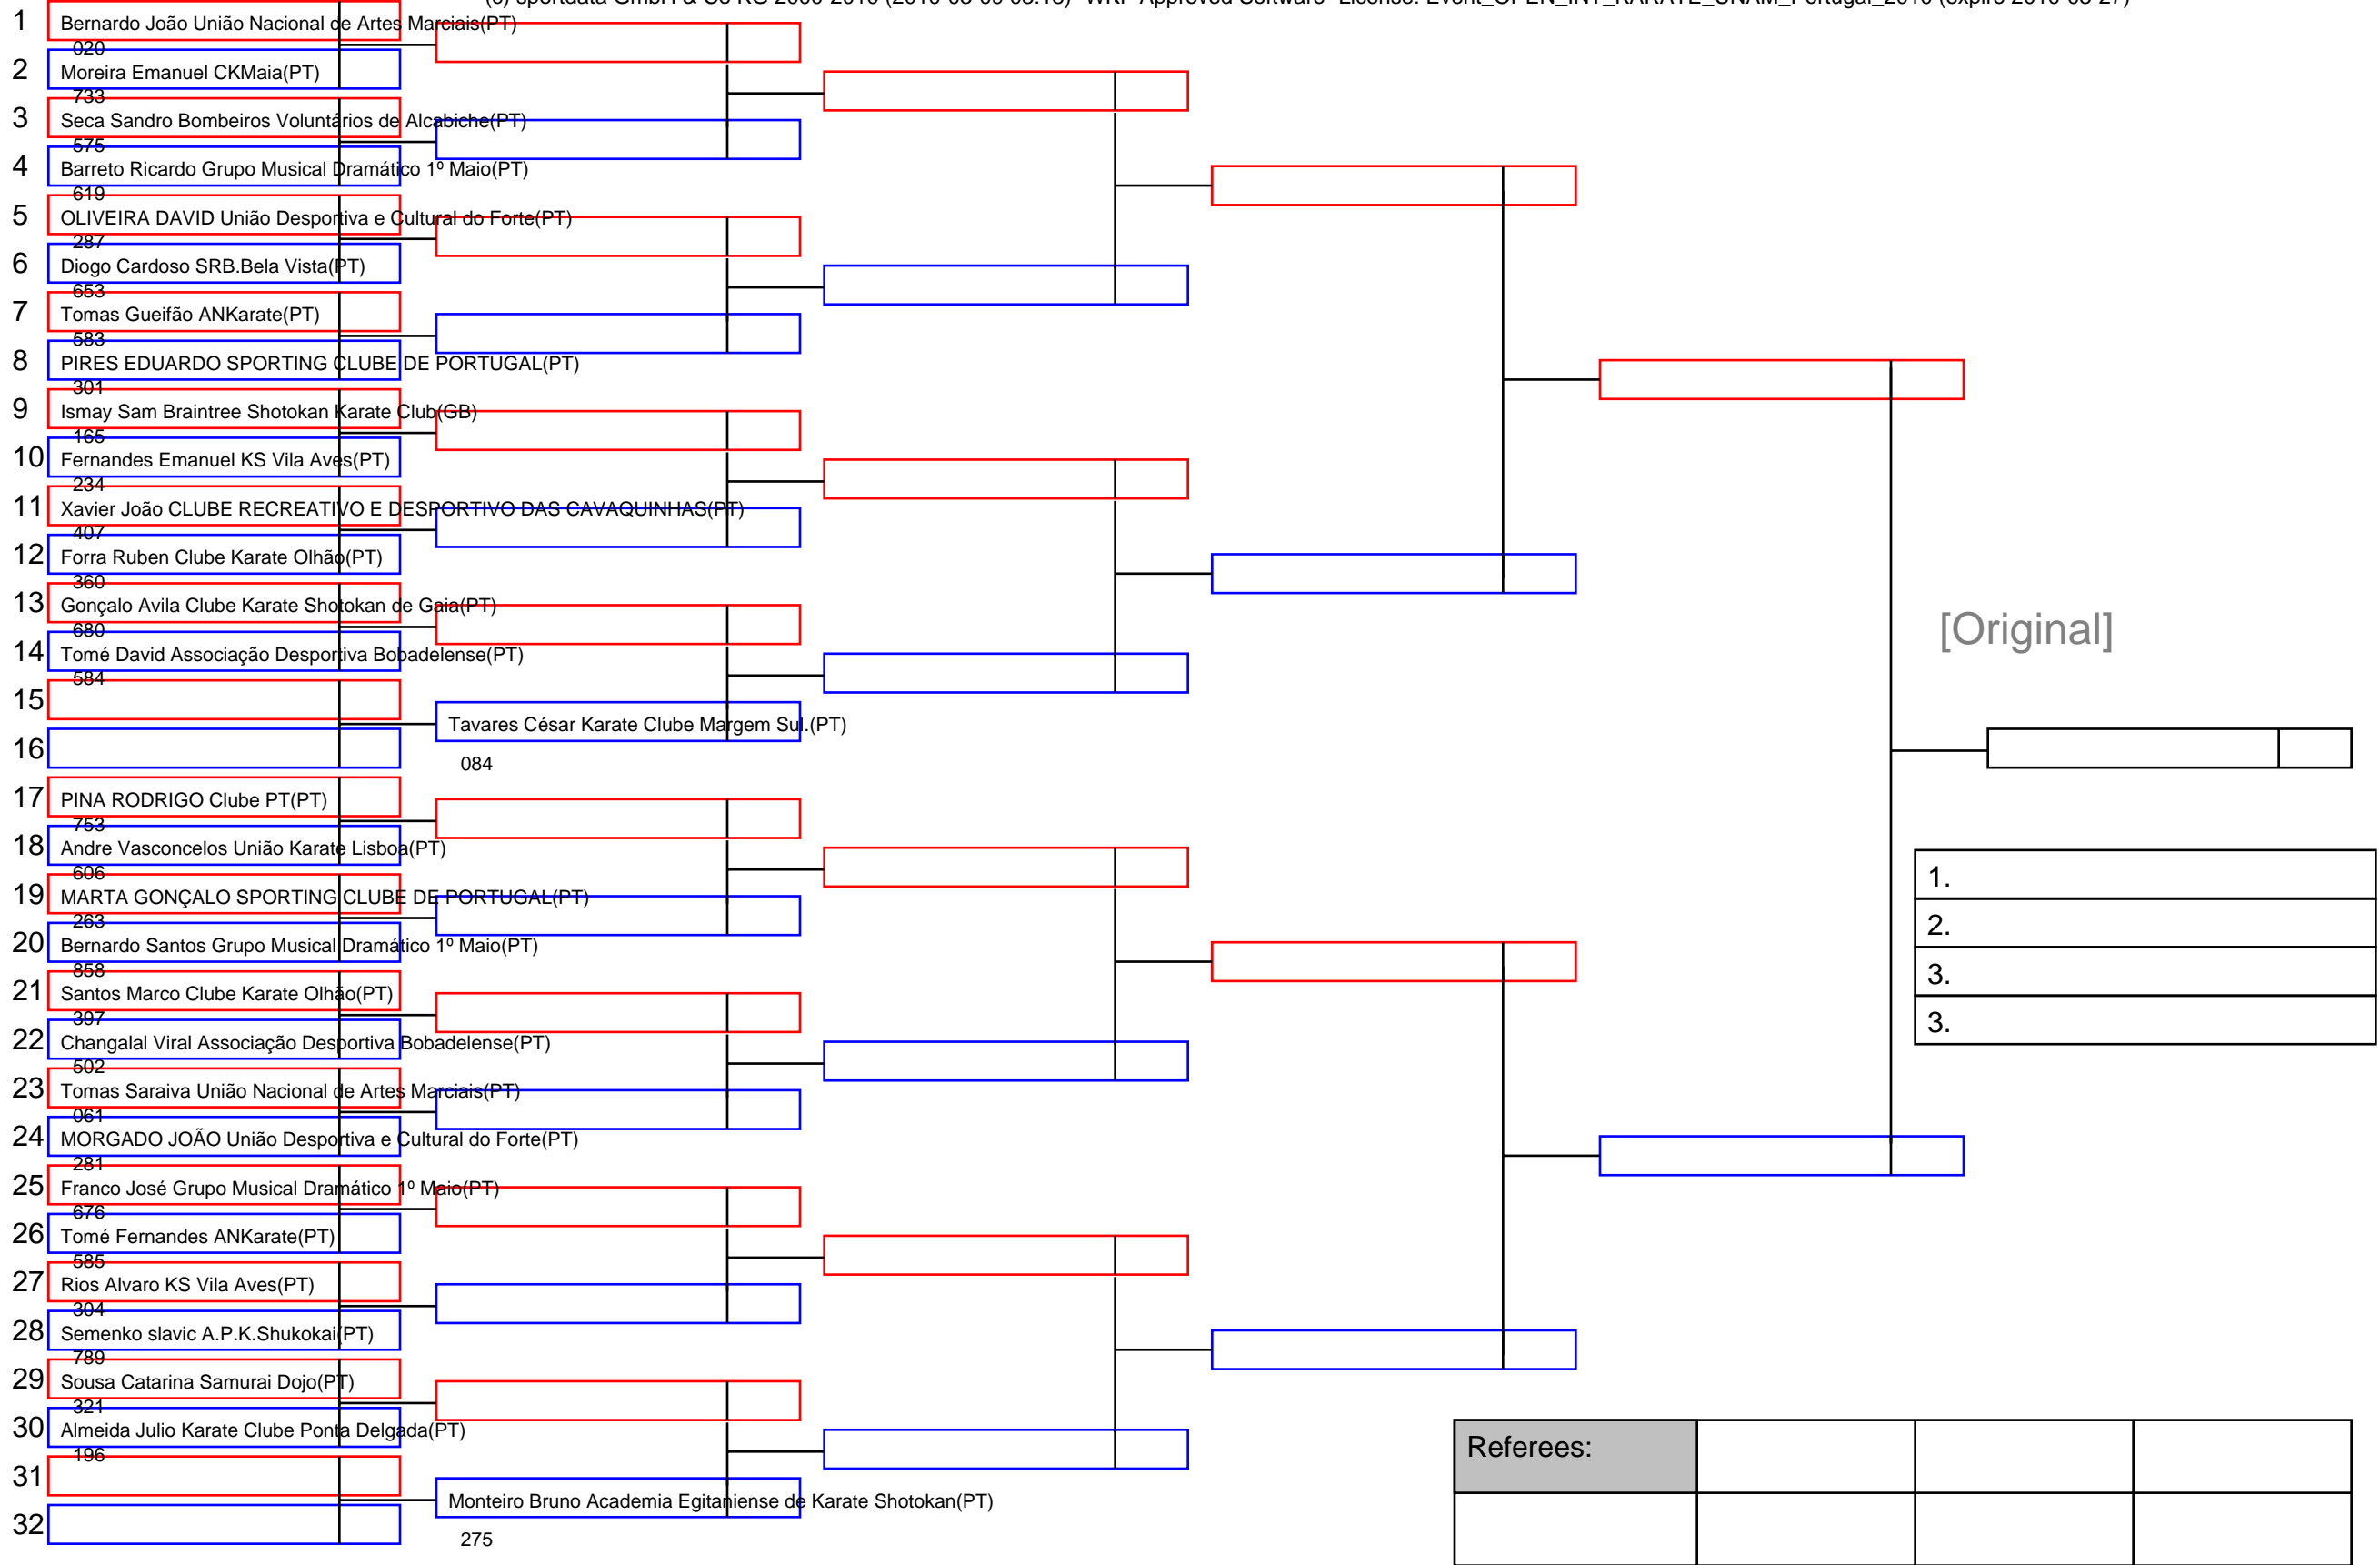 1 Bernardo João União Nacional de Artes Marciais(PT)
020
2 Moreira Emanuel CKMaia(PT)
733
3 Seca Sandro Bombeiros Voluntários de Alcabiche(PT)
575
4 Barreto Ricardo Grupo Musical Dramático 1º Maio(PT)
619
5 OLIVEIRA DAVID União Desportiva e Cultural do Forte(PT)
287
6 Diogo Cardoso SRB.Bela Vista(PT)
653
7 Tomas Gueifão ANKarate(PT)
583
8 PIRES EDUARDO SPORTING CLUBE DE PORTUGAL(PT)
301
9 Ismay Sam Braintree Shotokan Karate Club(GB)
165
10 Fernandes Emanuel KS Vila Aves(PT)
234
11 Xavier João CLUBE RECREATIVO E DESPORTIVO DAS CAVAQUINHAS(PT)
407
12 Forra Ruben Clube Karate Olhão(PT)
360
13 Gonçalo Avila Clube Karate Shotokan de Gaia(PT)
680
14 Tomé David Associação Desportiva Bobadelense(PT)
584
15
Tavares César Karate Clube Margem Sul.(PT)
16
084
17 PINA RODRIGO Clube PT(PT)
753
18 Andre Vasconcelos União Karate Lisboa(PT)
606
19 MARTA GONÇALO SPORTING CLUBE DE PORTUGAL(PT)
263
20 Bernardo Santos Grupo Musical Dramático 1º Maio(PT)
858
21 Santos Marco Clube Karate Olhão(PT)
397
22 Changalal Viral Associação Desportiva Bobadelense(PT)
502
23 Tomas Saraiva União Nacional de Artes Marciais(PT)
061
24 MORGADO JOÃO União Desportiva e Cultural do Forte(PT)
281
25 Franco José Grupo Musical Dramático 1º Maio(PT)
676
26 Tomé Fernandes ANKarate(PT)
585
27 Rios Alvaro KS Vila Aves(PT)
304
28 Semenko slavic A.P.K.Shukokai(PT)
789
29 Sousa Catarina Samurai Dojo(PT)
321
30 Almeida Julio Karate Clube Ponta Delgada(PT)
196
31
Monteiro Bruno Academia Egitaniense de Karate Shotokan(PT)
32
275
[Original]
1.
2.
3.
3.
Referees: